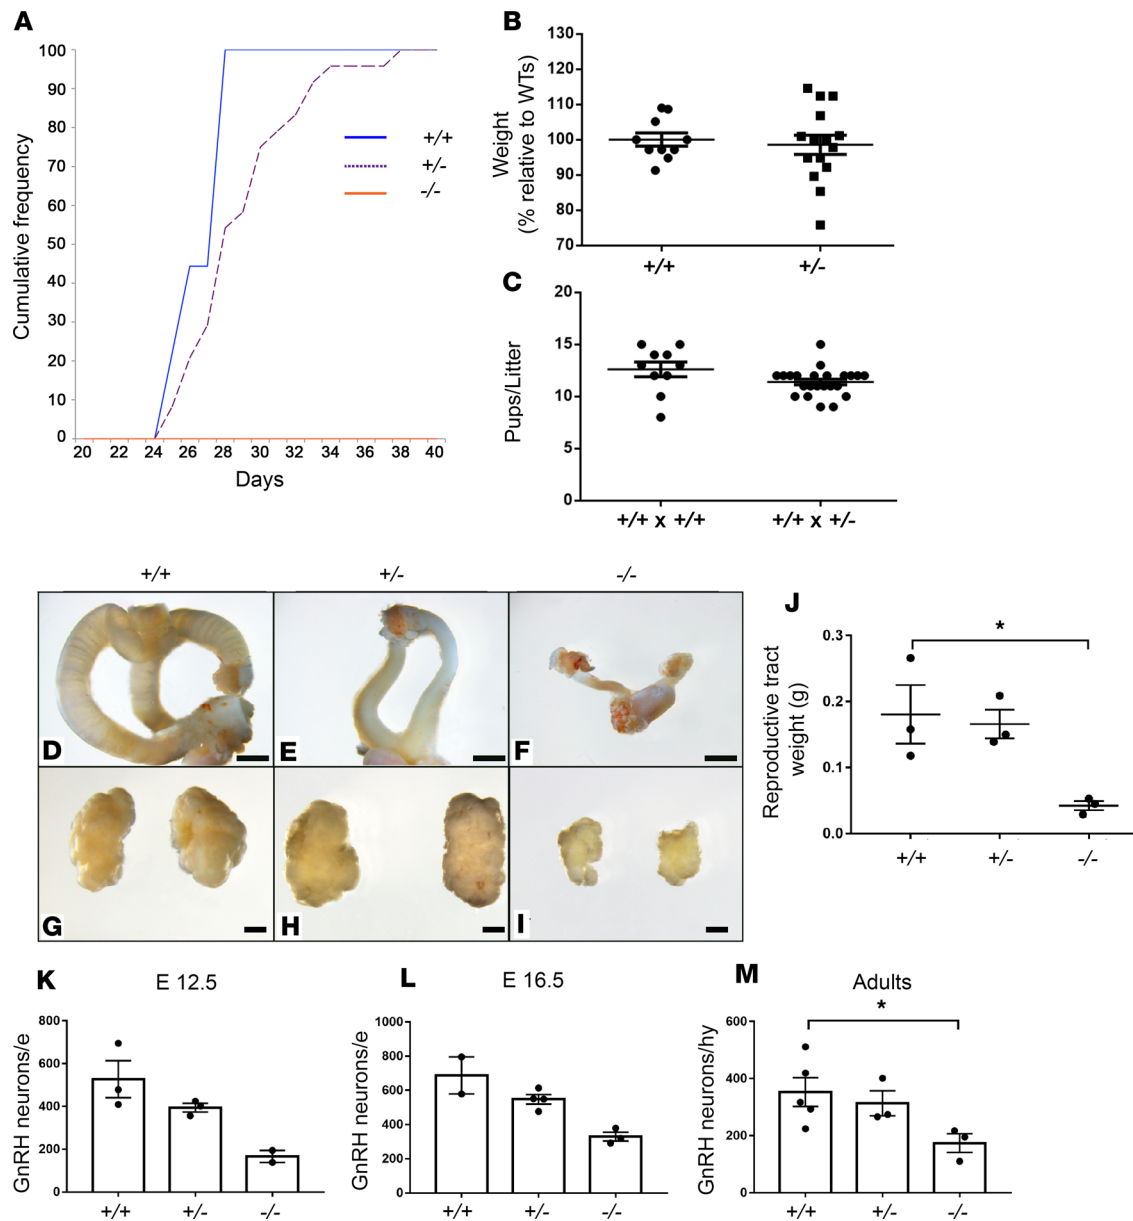 A
Cumulative frequency
100
90
80
70
60
50
40
30
20
10
0
20 22 24 26 28 30 32 34 36 38 40
Days
+/+
+/-
-/-
B
Weight
(% relative to WTs)
130
120
110
100
90
80
70
+/+ +/-
C
Pups/Litter
20
15
10
5
0
+/+ x +/+ +/+ x +/-
+/+ +/- -/-
D E F
G H I
J
Reproductive tract
weight (g)
0.3
0.2
0.1
0.0
*
+/+ +/- -/-
K
E 12.5
GnRH neurons/e
800
600
400
200
0
+/+ +/- -/-
L
E 16.5
GnRH neurons/e
1000
800
600
400
200
0
+/+ +/- -/-
M
Adults
*
GnRH neurons/hy
600
400
200
0
+/+ +/- -/-